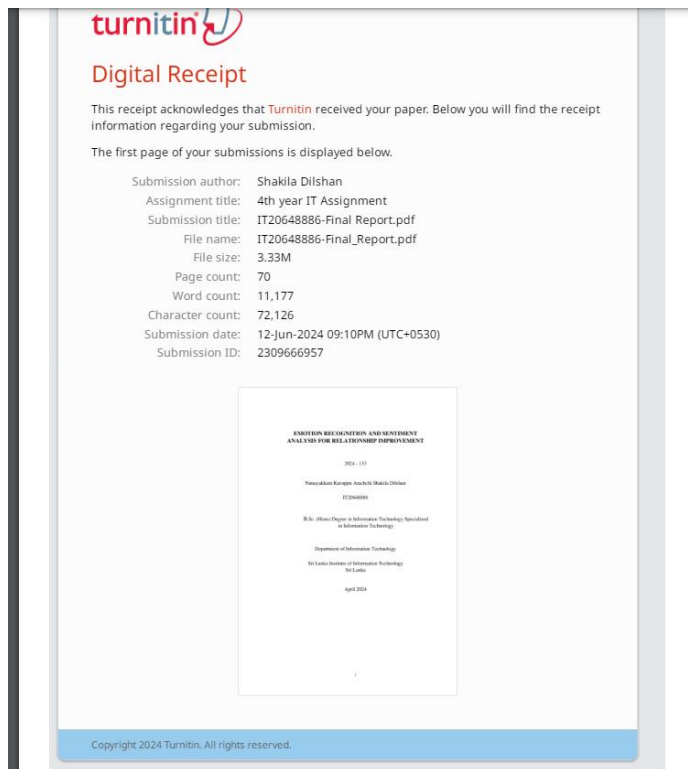 turnitin
Digital Receipt
This receipt acknowledges that Turnitin received your paper. Below you will find the receipt
information regarding your submission.
The first page of your submissions is displayed below.
Submission author: Shakila Dilshan
Assignment title: 4th year IT Assignment
Submission title: IT20648886-Final Report.pdf
File name: IT20648886-Final_Report.pdf
File size: 3.33M
Page count: 70
Word count: 11,177
Character count: 72,126
Submission date: 12-Jun-2024 09:10PM (UTC+0530)
Submission ID: 2309666957
EMOTION RECOGNITION AND SENTIMENT
ANALYSIS FOR RELATIONSHIP IMPROVEMENT
2024 - 153
Shakila Dilshan
IT20648886
B.Sc. (Hons) Degree in Information Technology Specialized
in Information Technology
Department of Information Technology
Sri Lanka Institute of Information Technology
Sri Lanka
April 2024
1
Copyright 2024 Turnitin. All rights reserved.